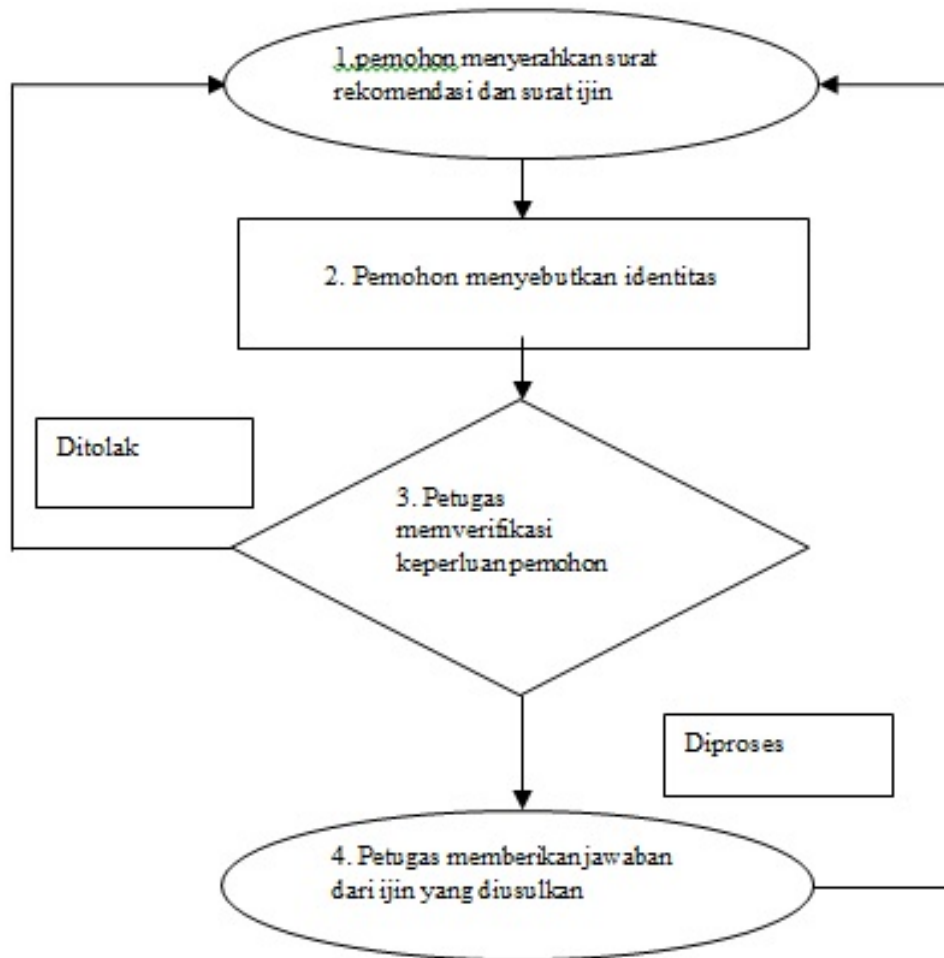 1.pemohon menyerahkan surat
rekomendasi dan surat ijin
2. Pemohon menyebutkan identitas
Ditolak
3. Petugas
memverifikasi
keperluan pemohon
Diproses
4. Petugas memberikan jawaban
dari ijin yang diusulkan